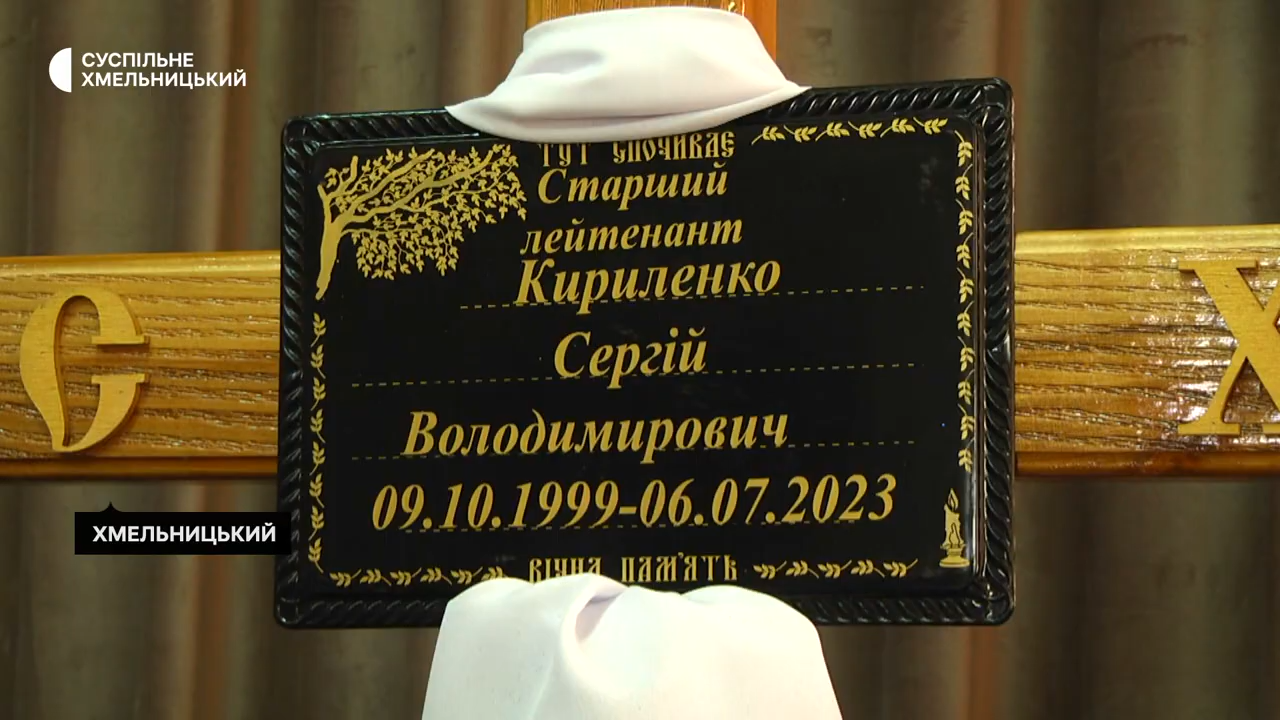 СУСПІЛЬНЕ
ХМЕЛЬНИЦЬКИЙ
ТУТ СПОЧИВАЄ
Старший
лейтенант
Кириленко
Сергій
Володимирович
09.10.1999-06.07.2023
ВІЧНА ПАМ'ЯТЬ
С Х
ХМЕЛЬНИЦЬКИЙ